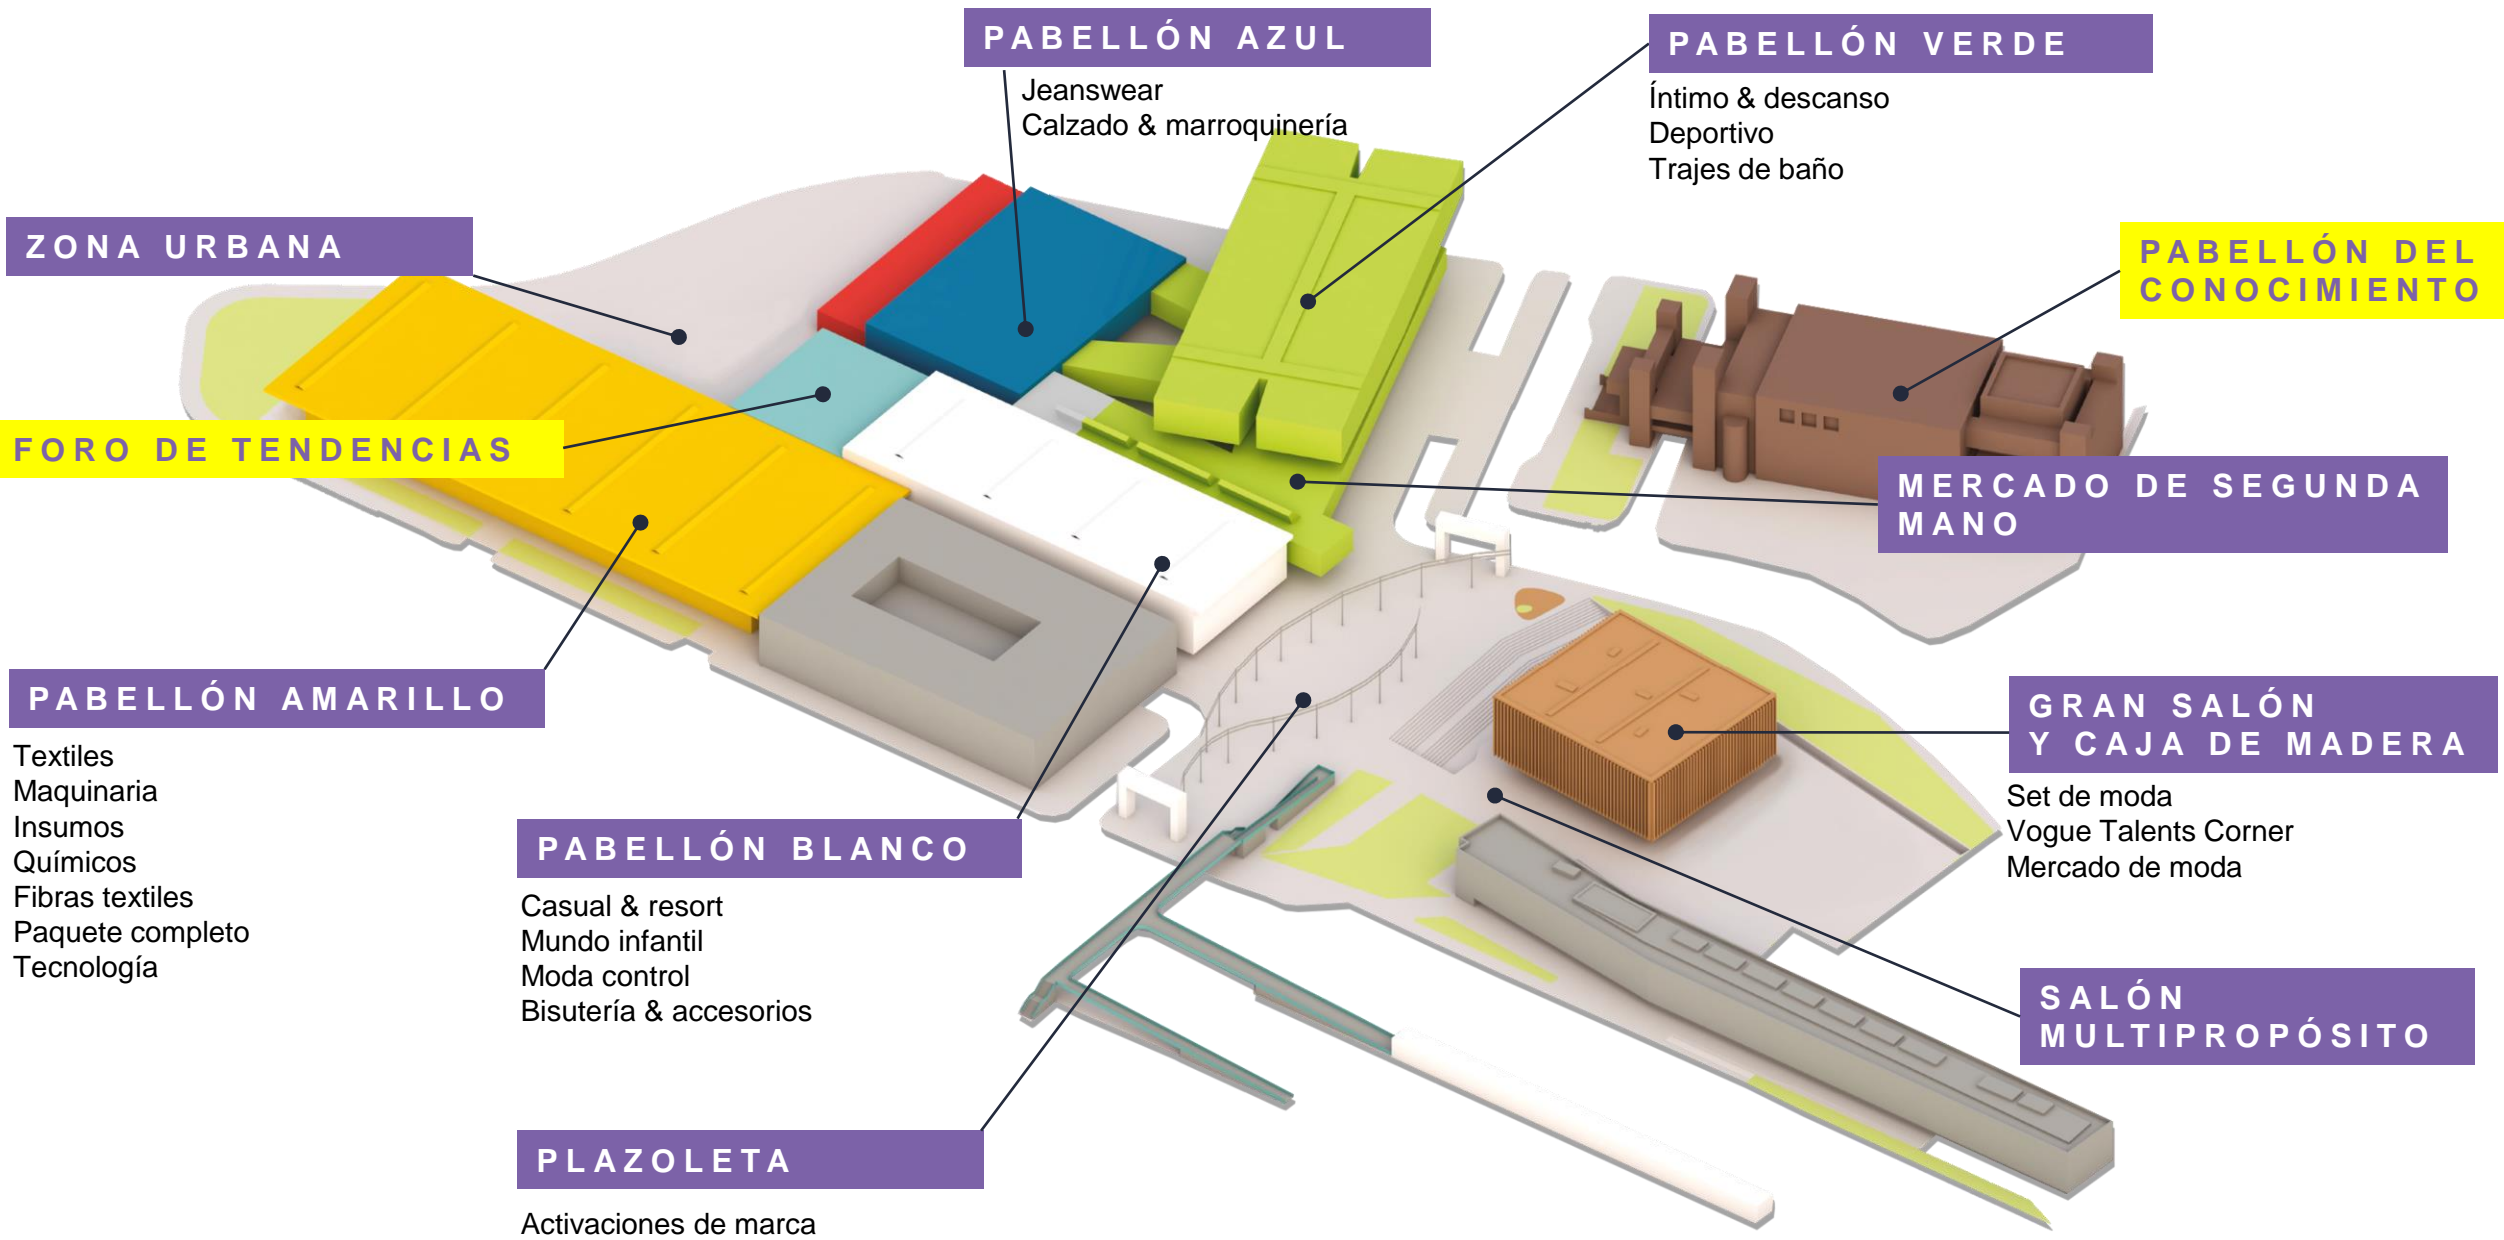 PABELLÓN AZUL
Jeanswear
Calzado & marroquinería
PABELLÓN VERDE
Íntimo & descanso
Deportivo
Trajes de baño
ZONA URBANA
PABELLÓN DEL
CONOCIMIENTO
FORO DE TENDENCIAS
MERCADO DE SEGUNDA
MANO
PABELLÓN AMARILLO
Textiles
Maquinaria
Insumos
Químicos
Fibras textiles
Paquete completo
Tecnología
GRAN SALÓN
Y CAJA DE MADERA
Set de moda
Vogue Talents Corner
Mercado de moda
PABELLÓN BLANCO
Casual & resort
Mundo infantil
Moda control
Bisutería & accesorios
SALÓN
MULTIPROPÓSITO
PLAZOLETA
Activaciones de marca